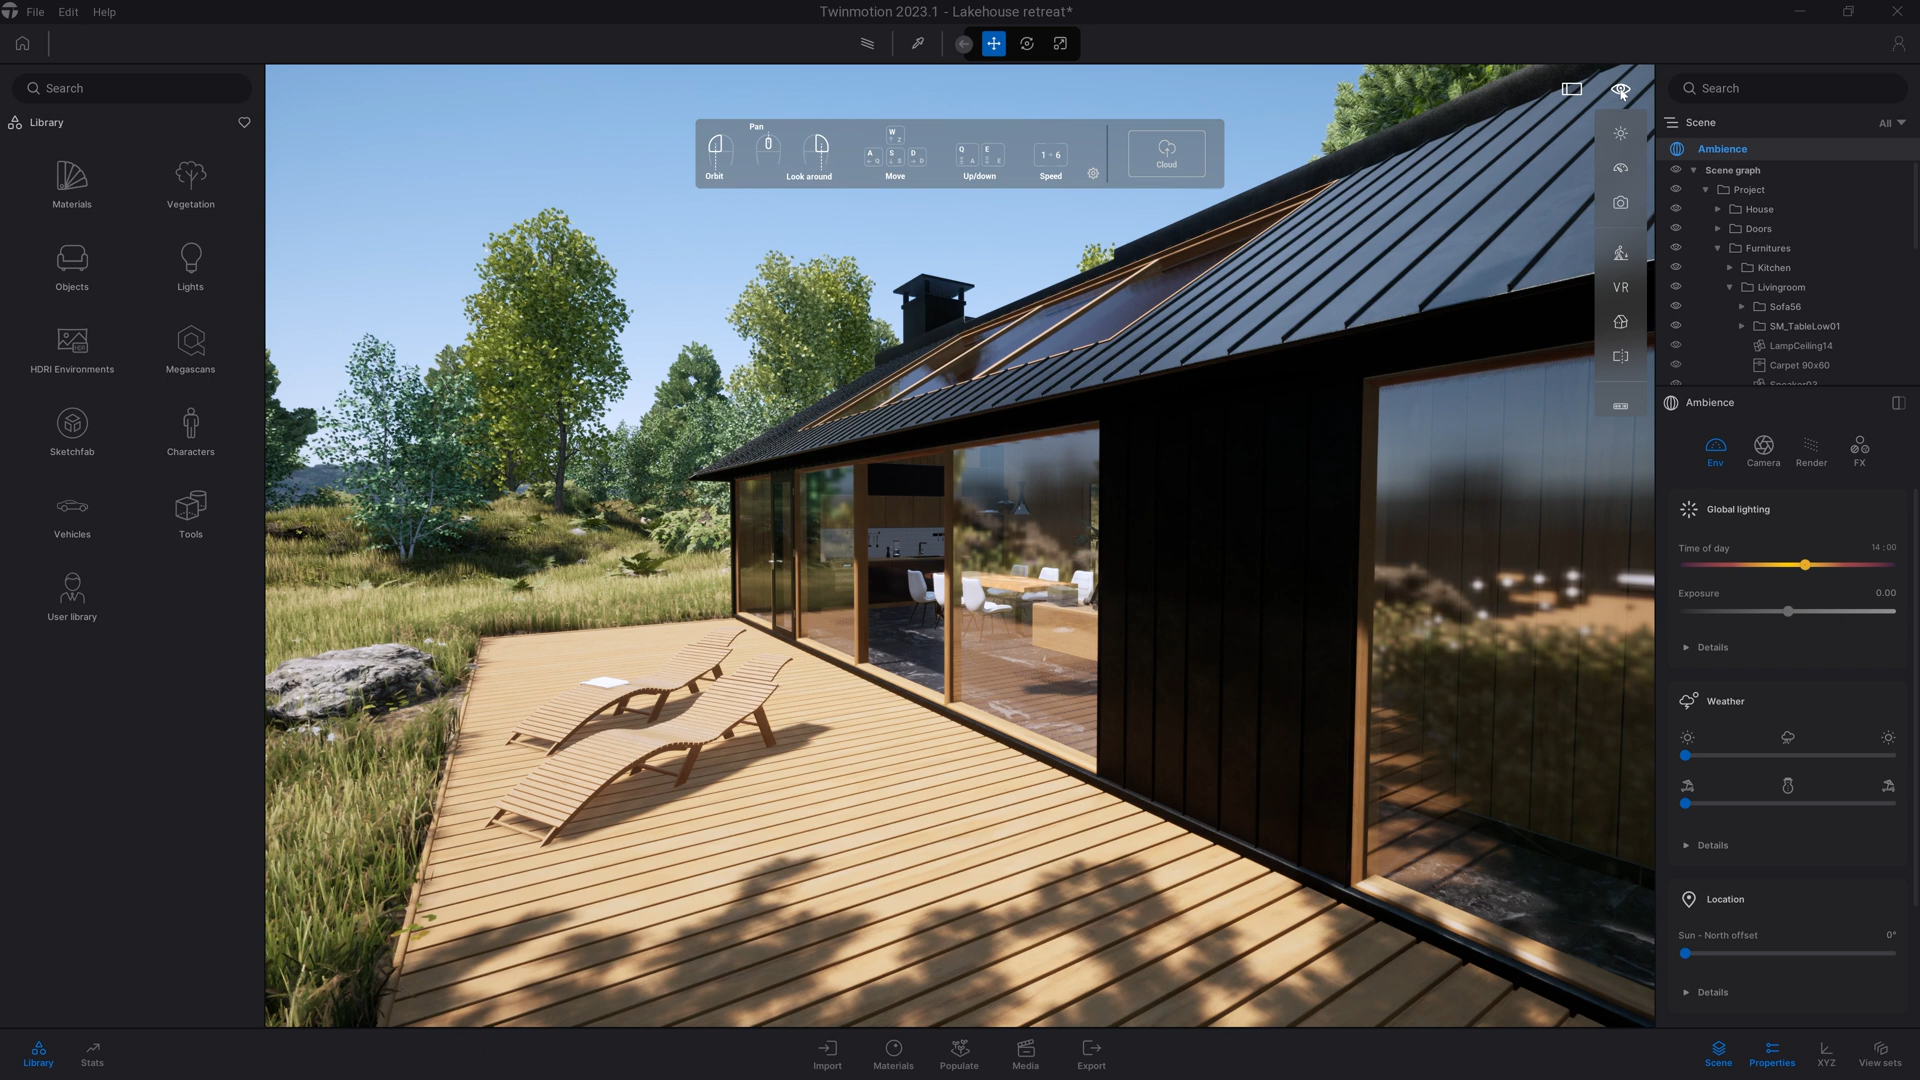 File Edit Help
Twinmotion 2023.1 - Lakehouse retreat*
Search
Library
Materials
Vegetation
Objects
Lights
HDR
HDRI Environments
Megascans
Sketchfab
Characters
Vehicles
Tools
User library
Pan
W
Z
A S D
Q S D
Q E
A E
1 - 6
Orbit
Look around
Move
Up/down
Speed
Cloud
VR
Search
Scene
All
Ambience
Scene graph
Project
House
Doors
Furnitures
Kitchen
Livingroom
Sofa56
SM_TableLow01
LampCeiling14
Carpet 90x60
Speaker03
Ambience
Env
Camera
Render
FX
Global lighting
Time of day 14 : 00
Exposure 0.00
Details
Weather
Details
Location
Sun - North offset 0°
Details
Library
Stats
Import
Materials
Populate
Media
Export
Scene
Properties
XYZ
View sets